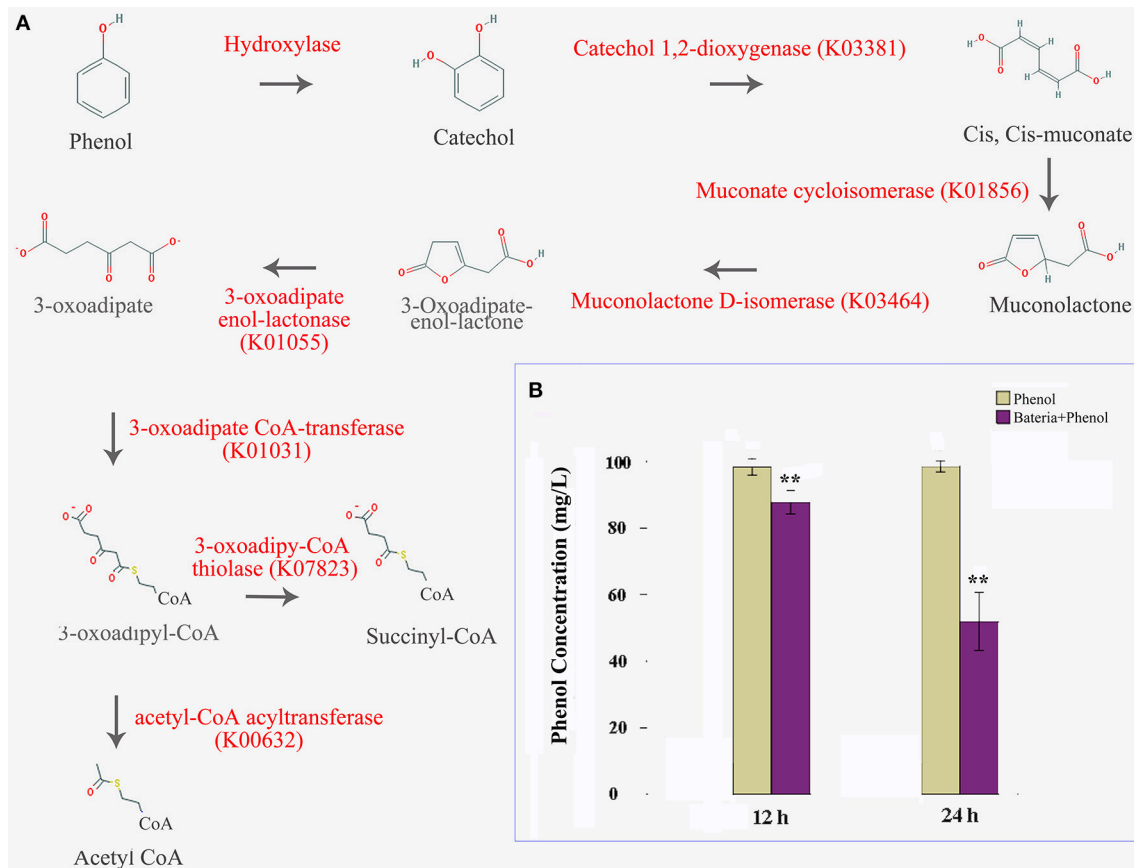 A
Hydroxylase
Catechol 1,2-dioxygenase (K03381)
Phenol
Catechol
Cis, Cis-muconate
Muconate cycloisomerase (K01856)
3-oxoadipate
3-oxoadipate
enol-lactonase
(K01055)
3-Oxoadipate-
enol-lactone
Muconolactone D-isomerase (K03464)
Muconolactone
3-oxoadipate CoA-transferase
(K01031)
3-oxoadipy-CoA
thiolase (K07823)
CoA
CoA
3-oxoadipyl-CoA
Succinyl-CoA
acetyl-CoA acyltransferase
(K00632)
CoA
Acetyl CoA
B
Phenol
Bateria+Phenol
Phenol Concentration (mg/L)
100
80
60
40
20
0
**
**
12 h
24 h